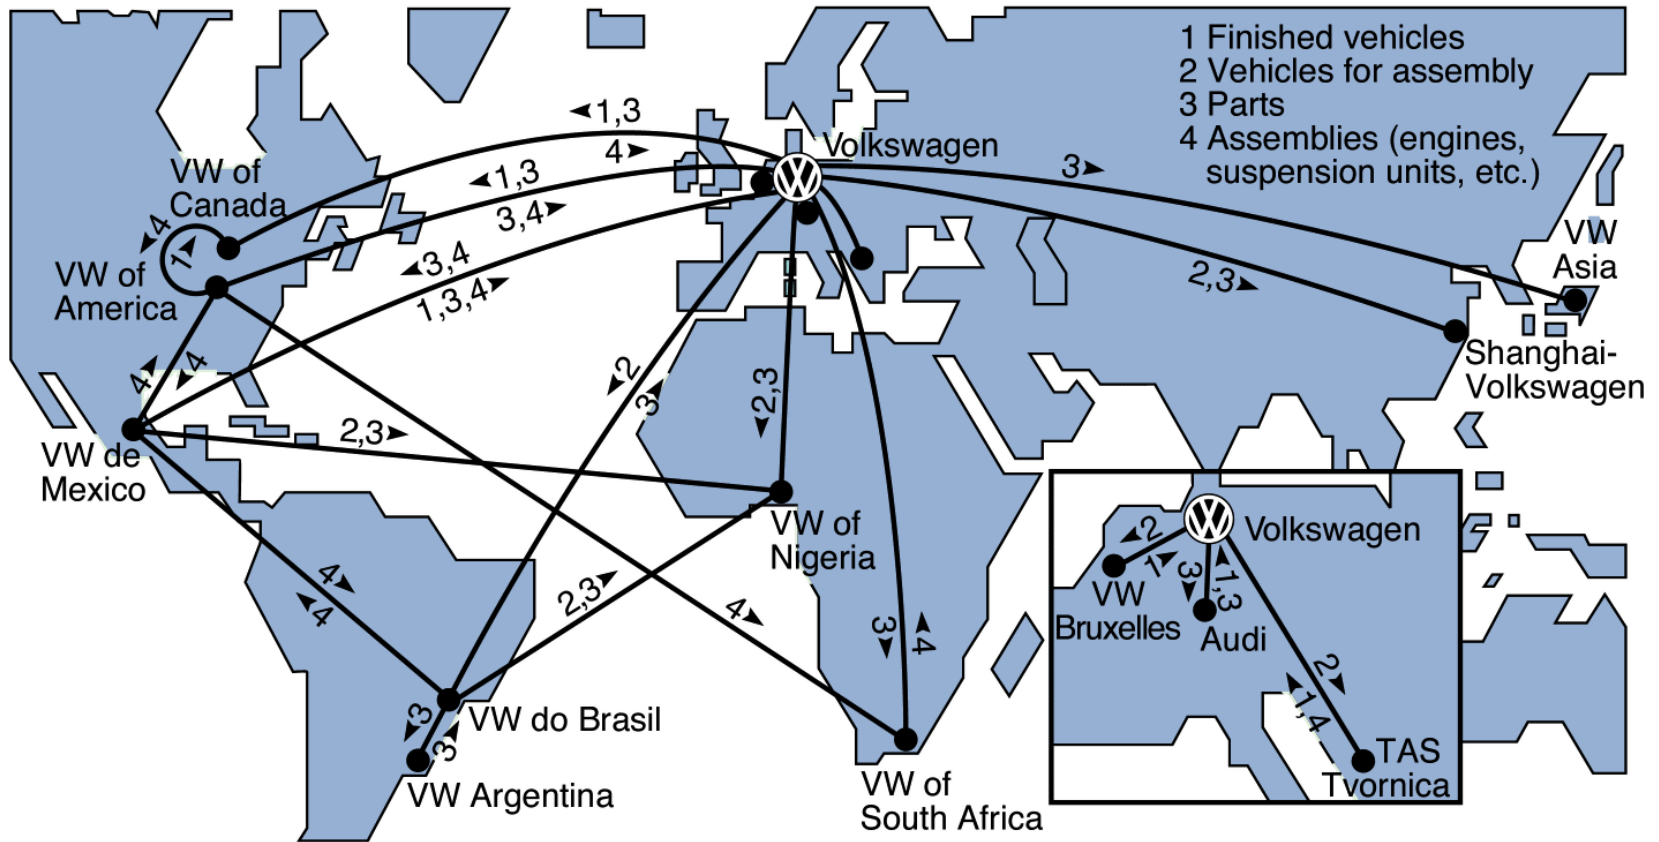 1 Finished vehicles
2 Vehicles for assembly
3 Parts
4 Assemblies (engines,
suspension units, etc.)
Volkswagen
◄1,3
4►
◄1,3
3,4►
◄3,4
1,3,4►
3►
2,3►
VW of
Canada
◄4
1►
VW of
America
4►
◄4
VW de
Mexico
2,3►
◄2
3►
2,3►
VW
Asia
Shanghai-
Volkswagen
VW of
Nigeria
4►
◄4
2,3►
4►
3►
◄4
VW do Brasil
◄3
3►
VW Argentina
VW of
South Africa
VW
Volkswagen
◄2
1►
3►
◄1,3
VW
Bruxelles
Audi
2►
◄1,4
TAS
Tvornica